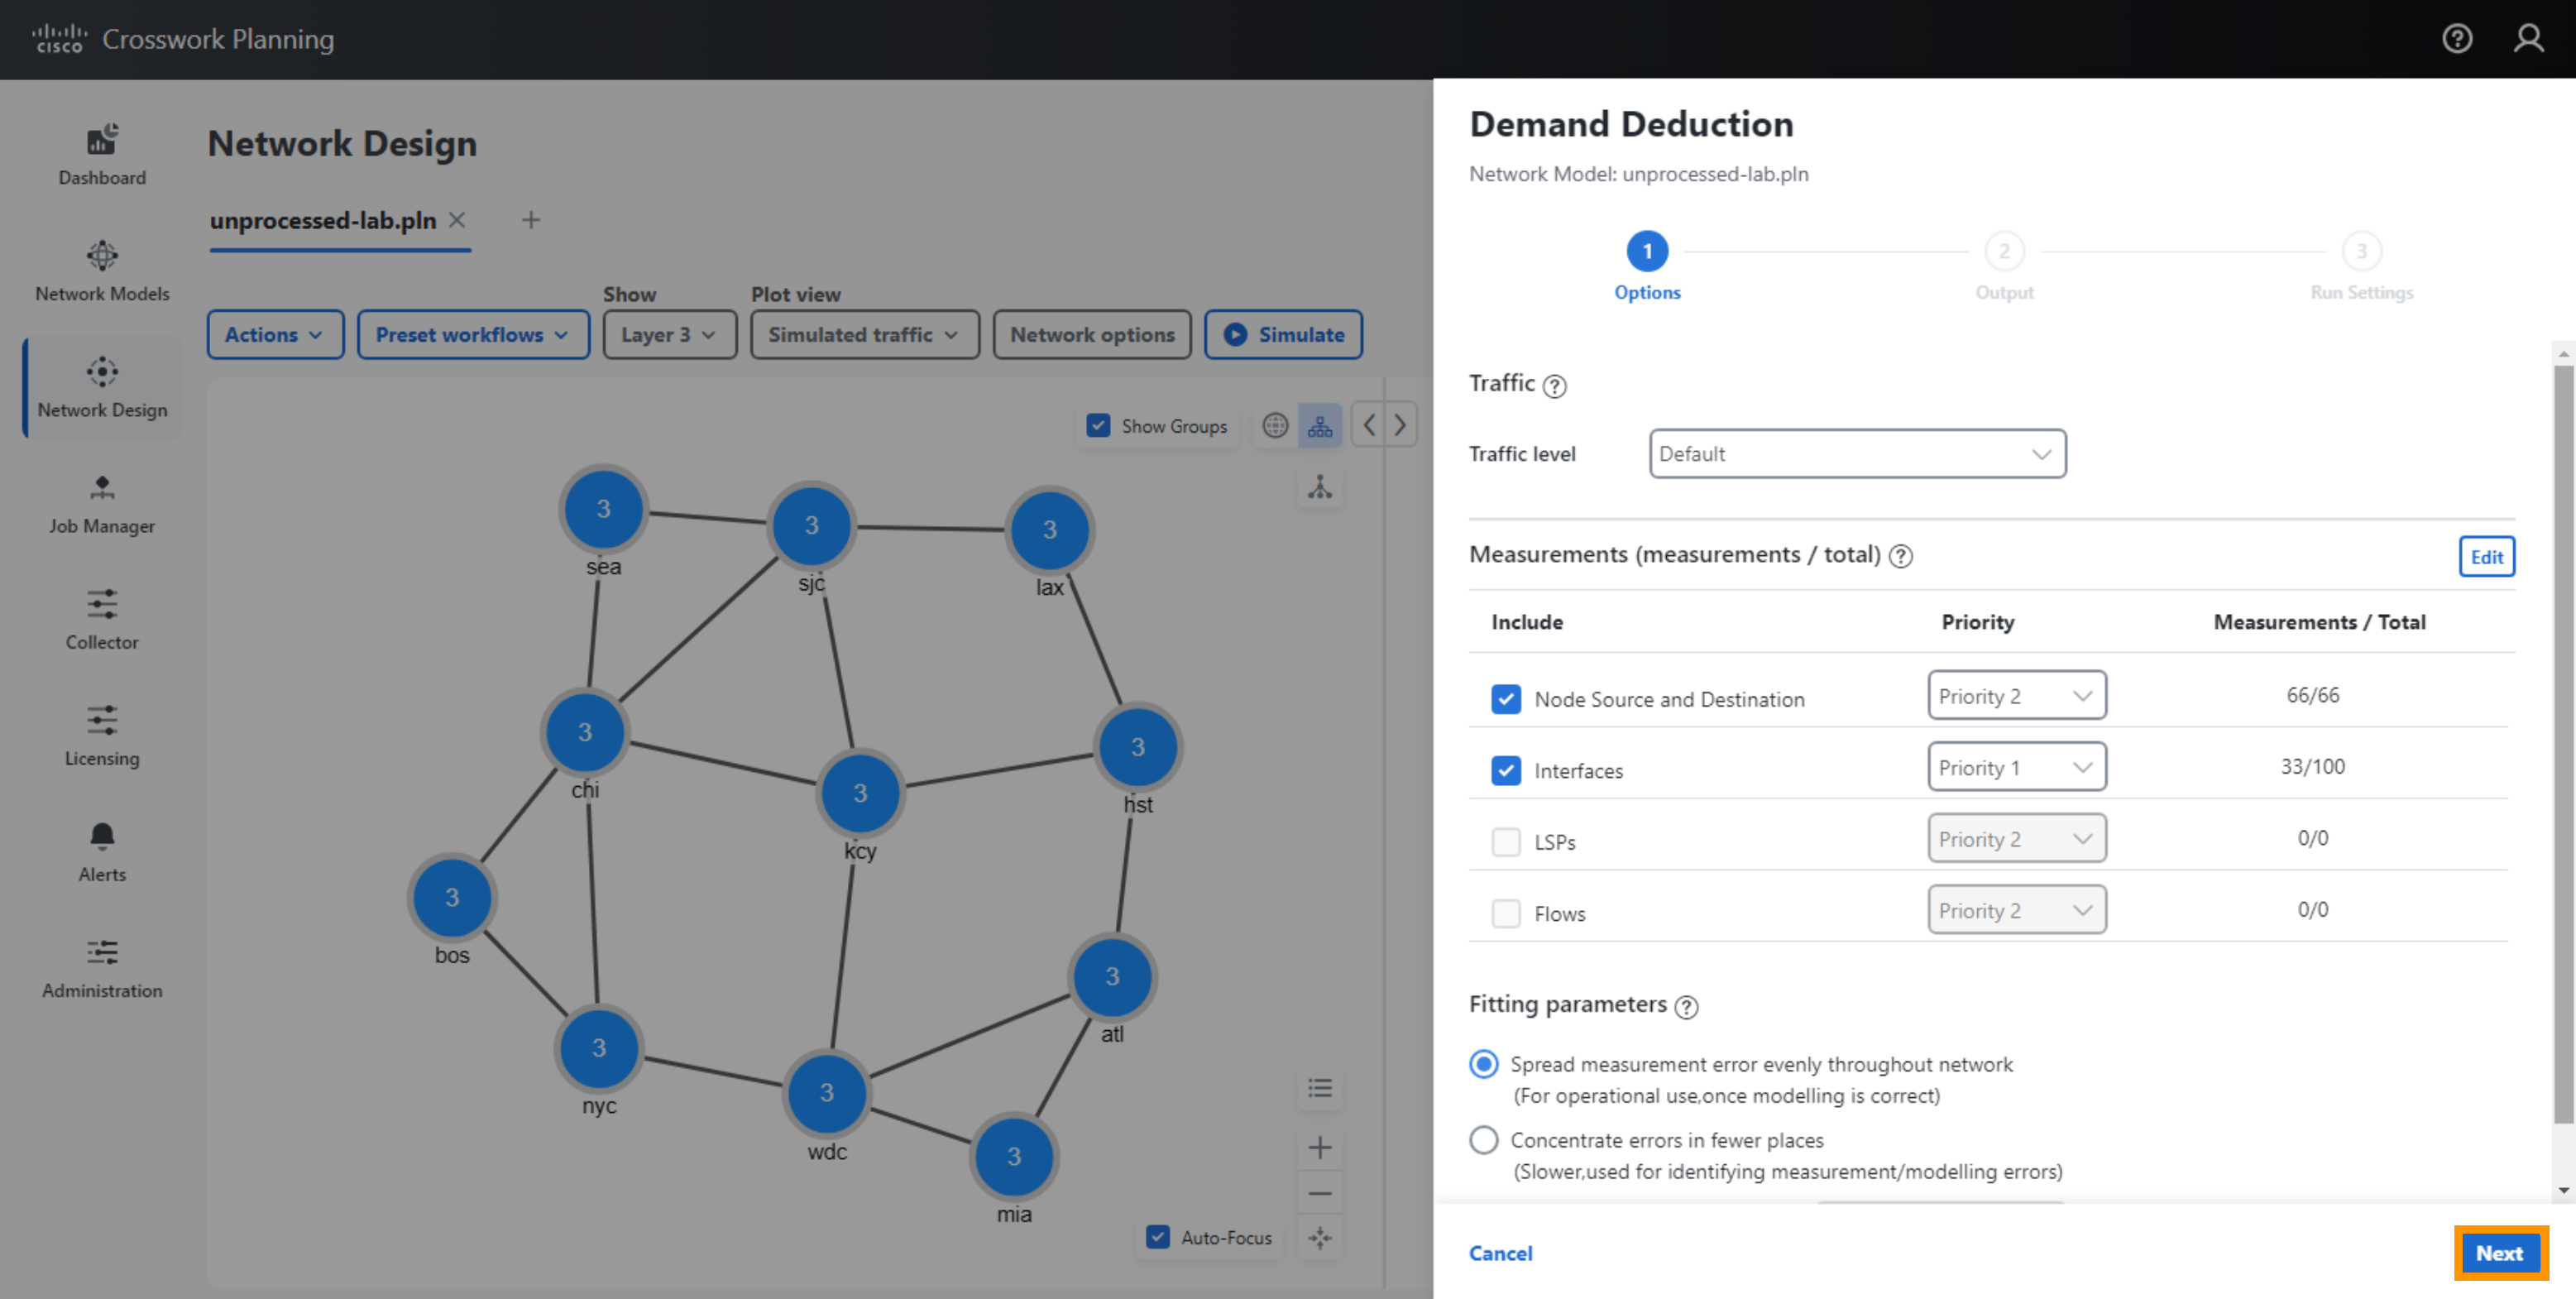 cisco Crosswork Planning
Dashboard
Network Models
Network Design
Job Manager
Collector
Licensing
Alerts
Administration
Network Design
unprocessed-lab.pln
Show
Plot view
Actions
Preset workflows
Layer 3
Simulated traffic
Network options
Simulate
Show Groups
3
sea
3
sjc
3
lax
3
chi
3
kcy
3
hst
3
bos
3
atl
3
nyc
3
wdc
3
mia
Auto-Focus
Demand Deduction
Network Model: unprocessed-lab.pln
1
2
3
Options
Output
Run Settings
Traffic ?
Traffic level
Default
Measurements (measurements / total) ?
Edit
Include Priority Measurements / Total
Node Source and Destination Priority 2 66/66
Interfaces Priority 1 33/100
LSPs Priority 2 0/0
Flows Priority 2 0/0
Fitting parameters ?
Spread measurement error evenly throughout network
(For operational use,once modelling is correct)
Concentrate errors in fewer places
(Slower,used for identifying measurement/modelling errors)
Cancel
Next